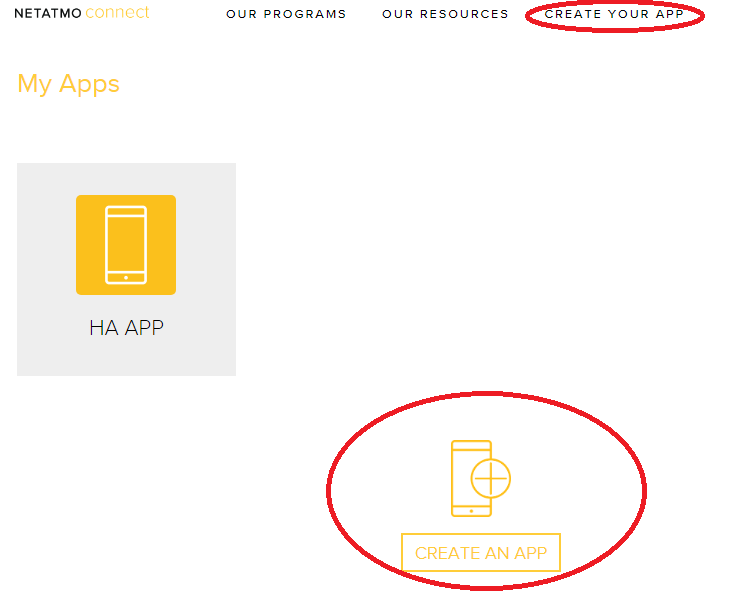 NETATMO connect OUR PROGRAMS OUR RESOURCES CREATE YOUR APP
My Apps
HA APP
CREATE AN APP